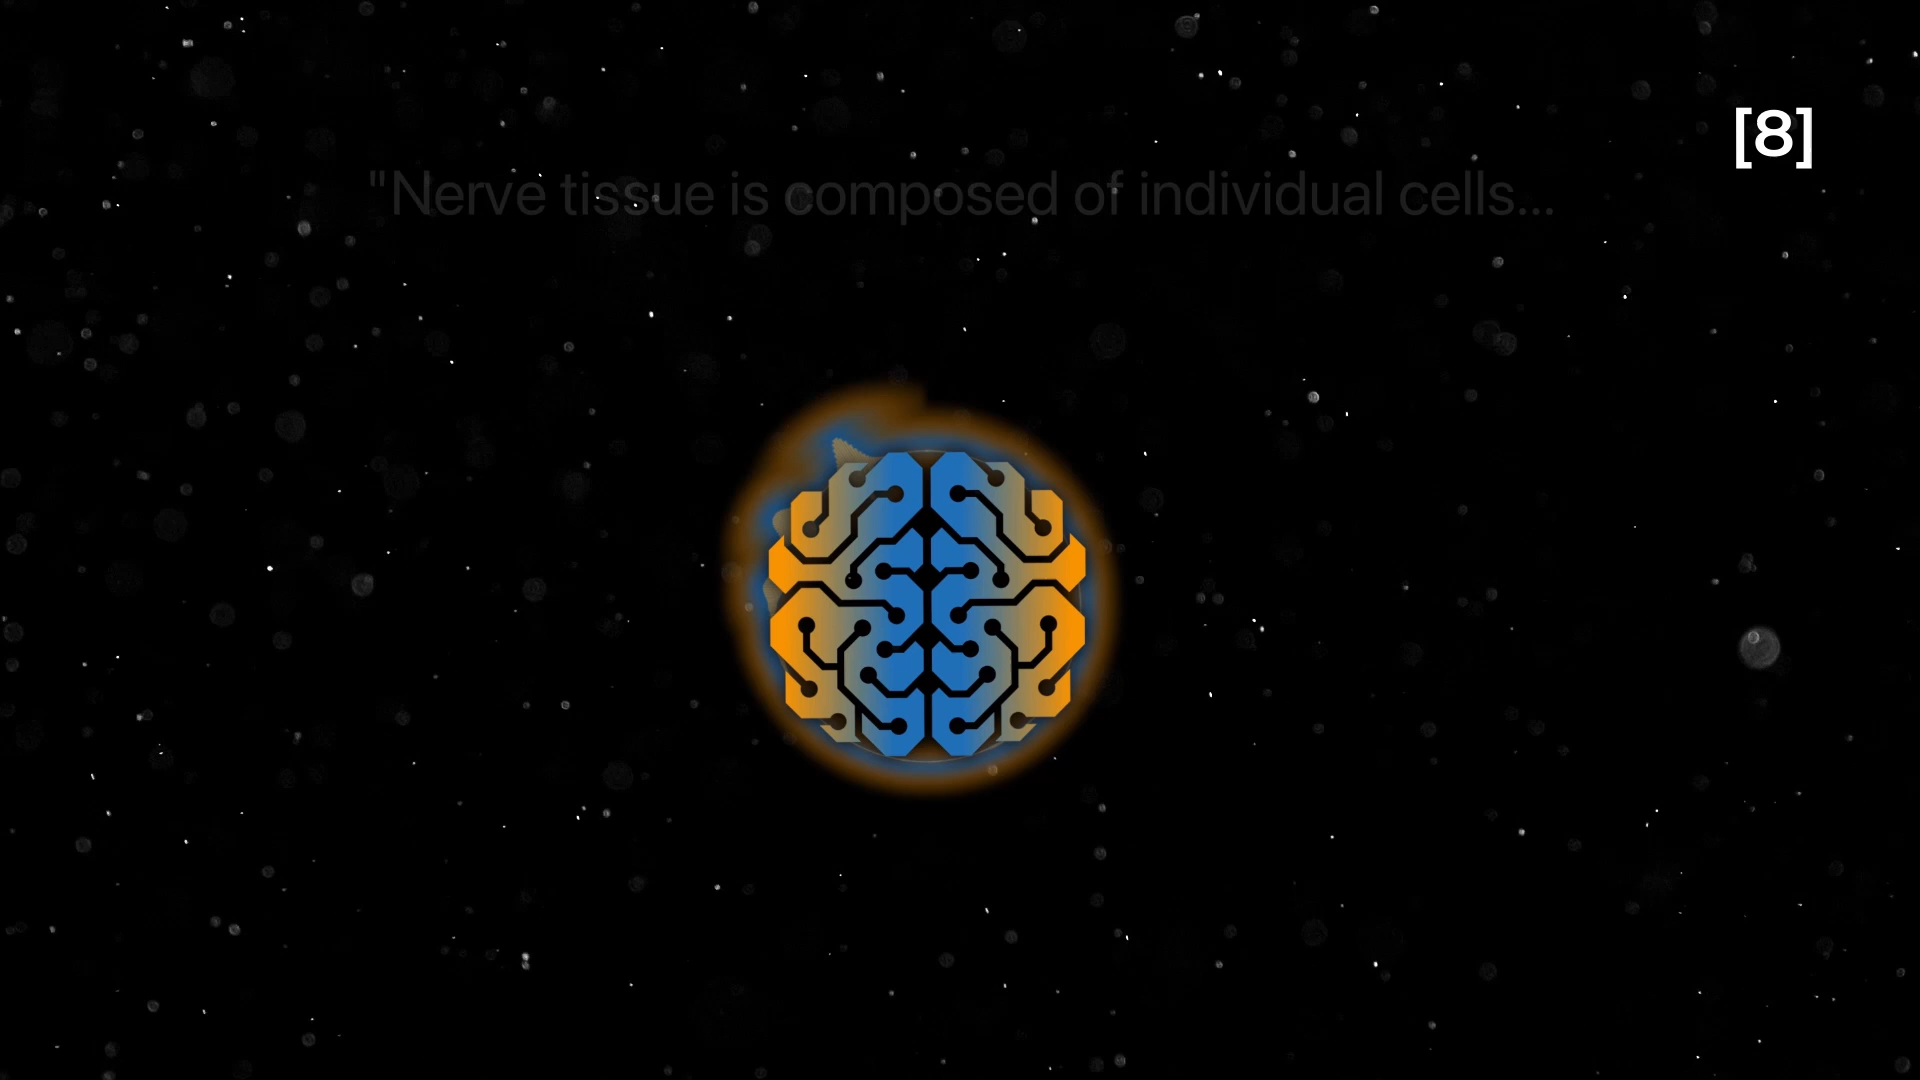 [8]
"Nerve tissue is composed of individual cells...